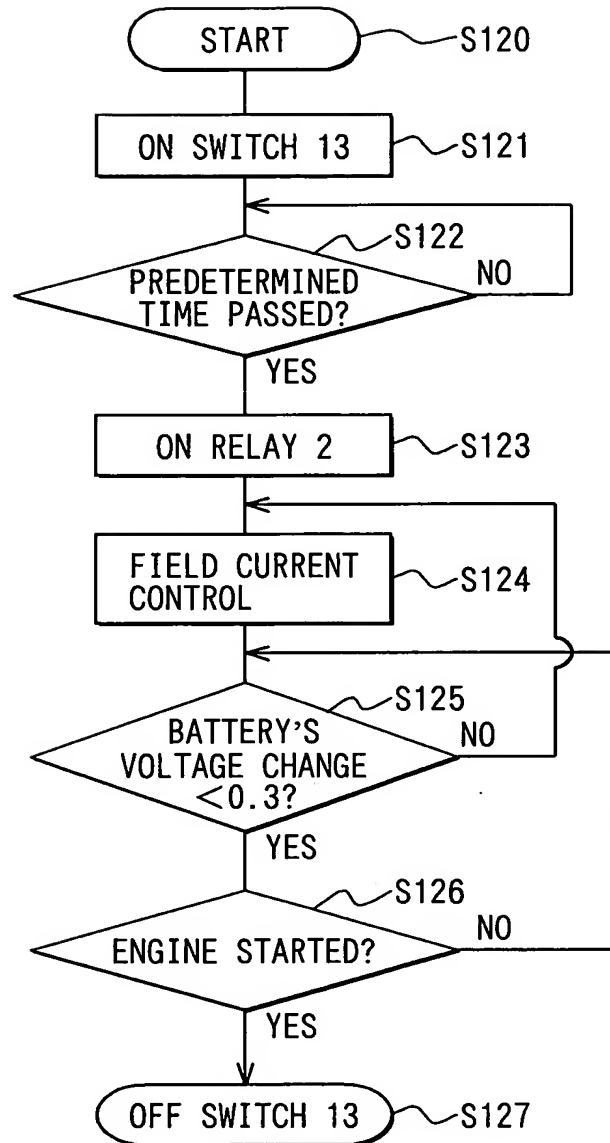 START
S120
ON SWITCH 13
S121
S122
PREDETERMINED
TIME PASSED?
NO
YES
ON RELAY 2
S123
FIELD CURRENT
CONTROL
S124
S125
BATTERY'S
VOLTAGE CHANGE
<0.3?
NO
YES
S126
ENGINE STARTED?
NO
YES
OFF SWITCH 13
S127